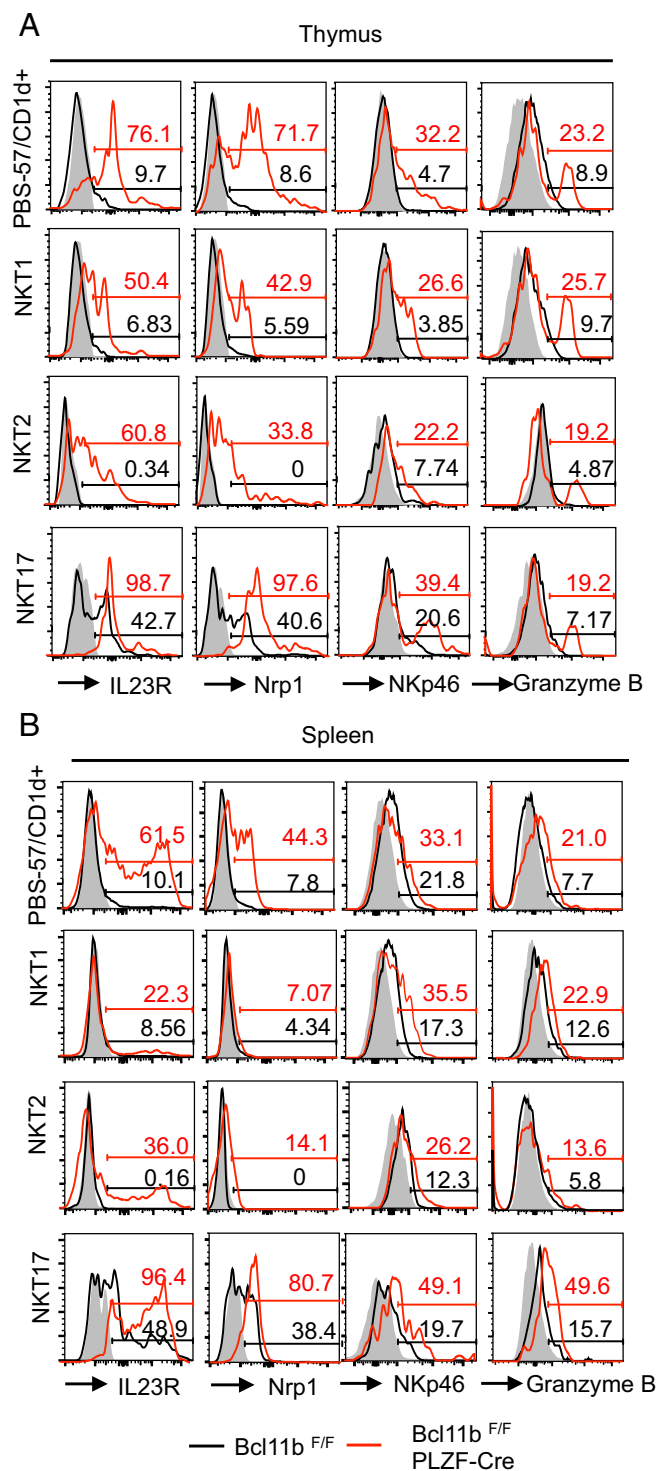 A
Thymus
PBS-57/CD1d+
76.1
9.7
71.7
8.6
32.2
4.7
23.2
8.9
NKT1
50.4
6.83
42.9
5.59
26.6
3.85
25.7
9.7
NKT2
60.8
0.34
33.8
0
22.2
7.74
19.2
4.87
NKT17
98.7
42.7
97.6
40.6
39.4
20.6
19.2
7.17
IL23R
Nrp1
NKp46
Granzyme B
B
Spleen
PBS-57/CD1d+
61.5
10.1
44.3
7.8
33.1
21.8
21.0
7.7
NKT1
22.3
8.56
7.07
4.34
35.5
17.3
22.9
12.6
NKT2
36.0
0.16
14.1
0
26.2
12.3
13.6
5.8
NKT17
96.4
48.9
80.7
38.4
49.1
19.7
49.6
15.7
IL23R
Nrp1
NKp46
Granzyme B
Bcl11b F/F
Bcl11b F/F
PLZF-Cre